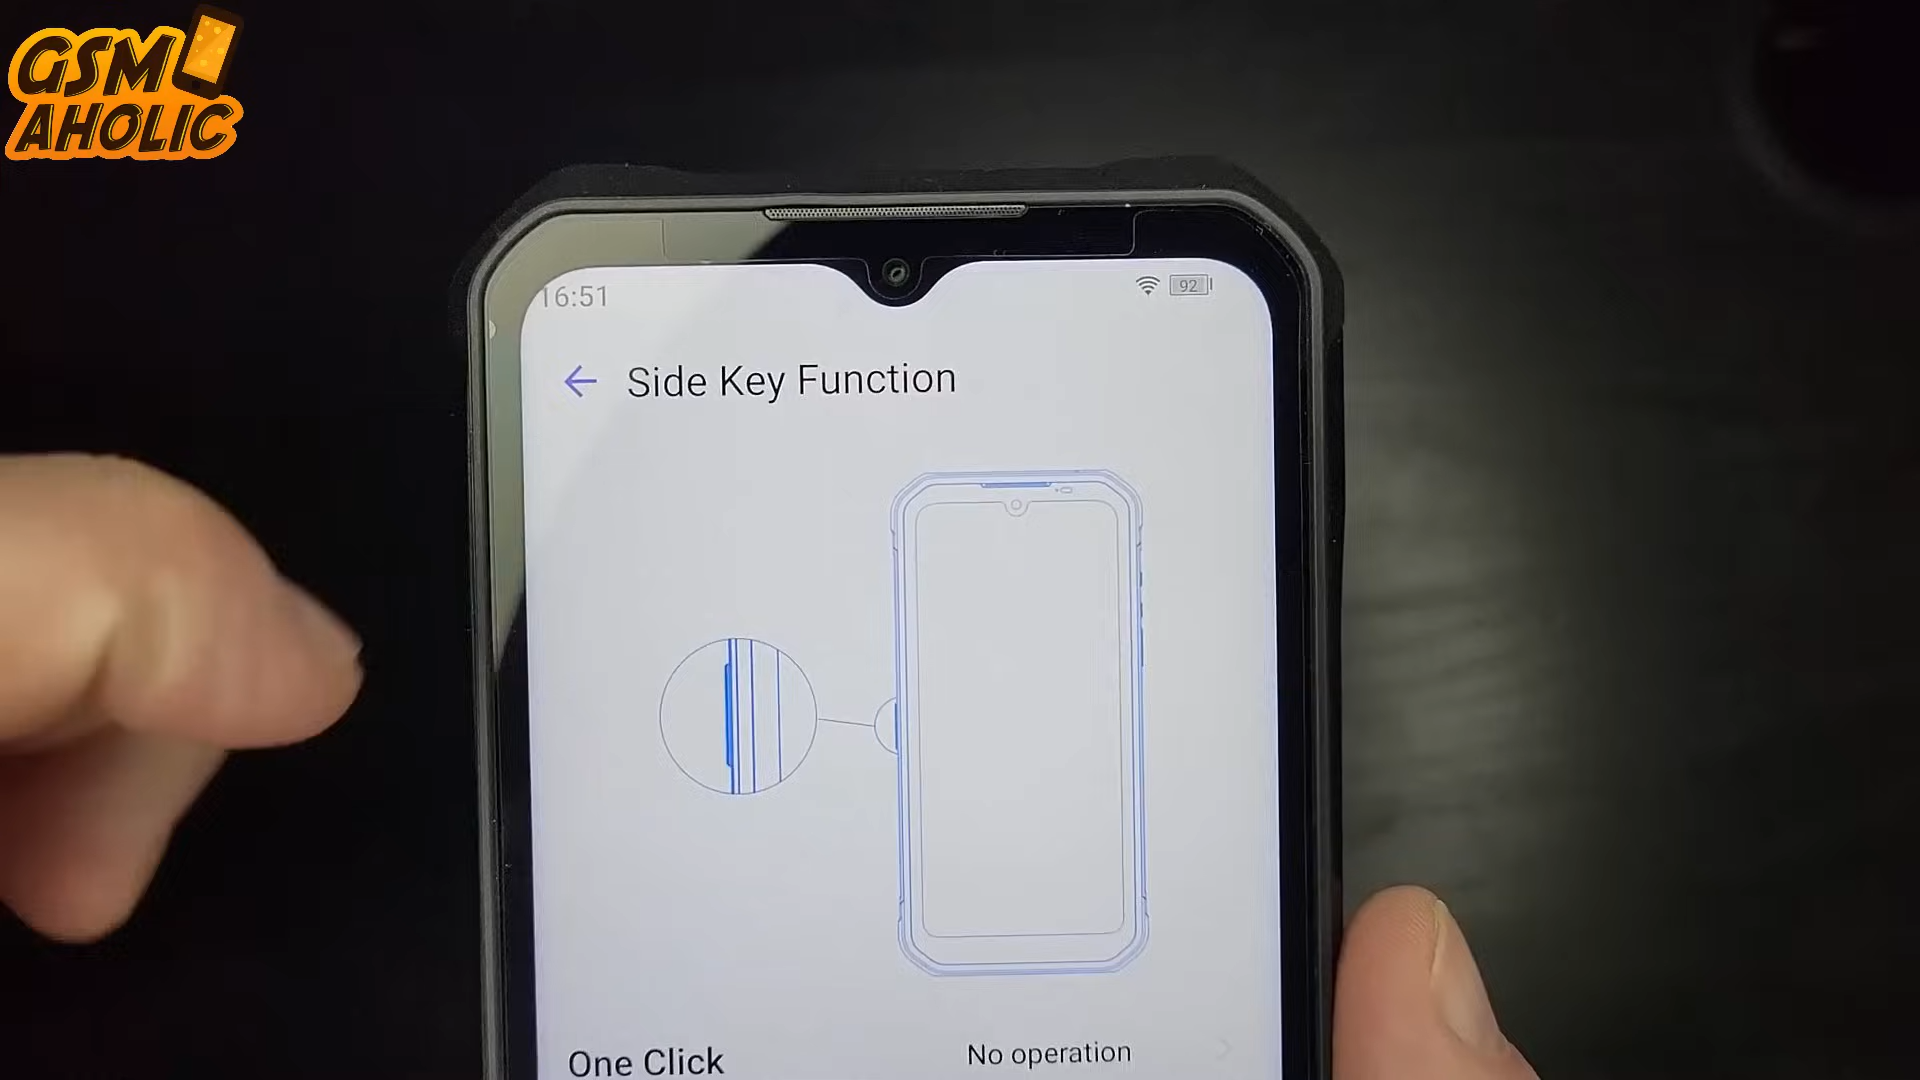 GSM
AHOLIC
16:51
92
Side Key Function
One Click
No operation